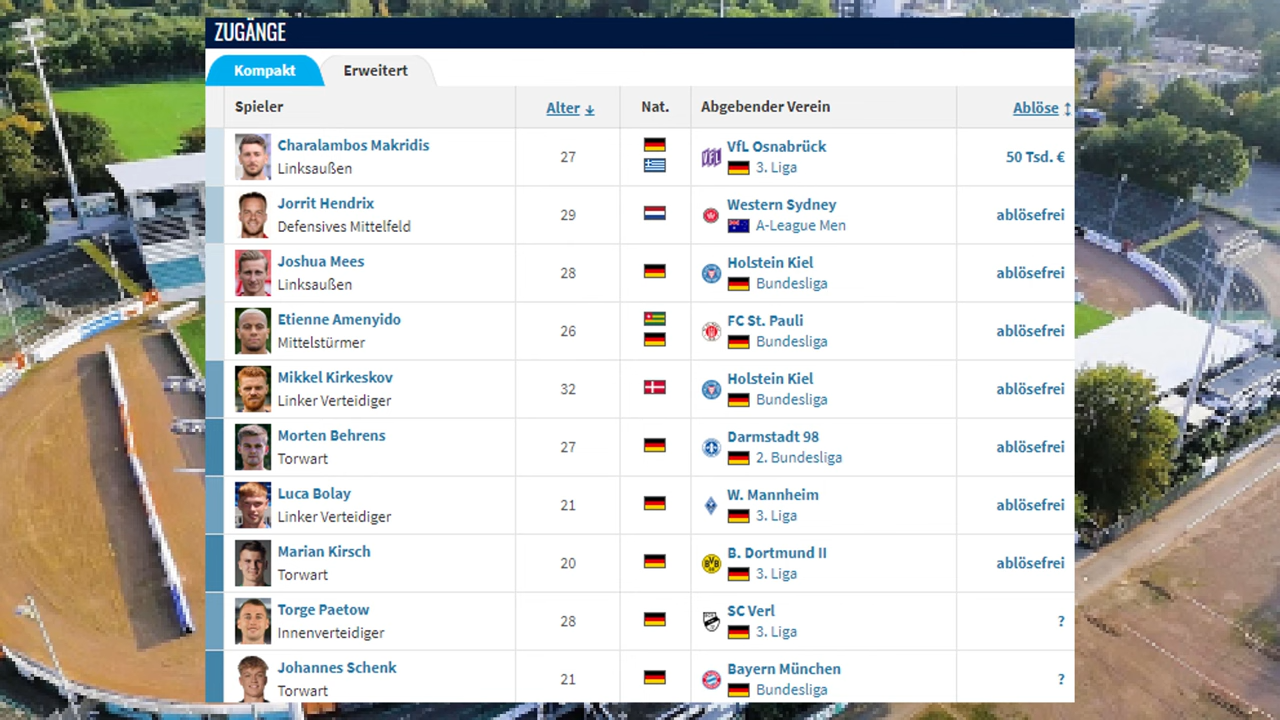 ZUGÄNGE
Kompakt Erweitert
Spieler Alter ↓ Nat. Abgebender Verein Ablöse ↕
Charalambos Makridis
Linksaußen
27
VfL Osnabrück
3. Liga
50 Tsd. €
Jorrit Hendrix
Defensives Mittelfeld
29
Western Sydney
A-League Men
ablösefrei
Joshua Mees
Linksaußen
28
Holstein Kiel
Bundesliga
ablösefrei
Etienne Amenyido
Mittelstürmer
26
FC St. Pauli
Bundesliga
ablösefrei
Mikkel Kirkeskov
Linker Verteidiger
32
Holstein Kiel
Bundesliga
ablösefrei
Morten Behrens
Torwart
27
Darmstadt 98
2. Bundesliga
ablösefrei
Luca Bolay
Linker Verteidiger
21
W. Mannheim
3. Liga
ablösefrei
Marian Kirsch
Torwart
20
B. Dortmund II
3. Liga
ablösefrei
Torge Paetow
Innenverteidiger
28
SC Verl
3. Liga
?
Johannes Schenk
Torwart
21
Bayern München
Bundesliga
?